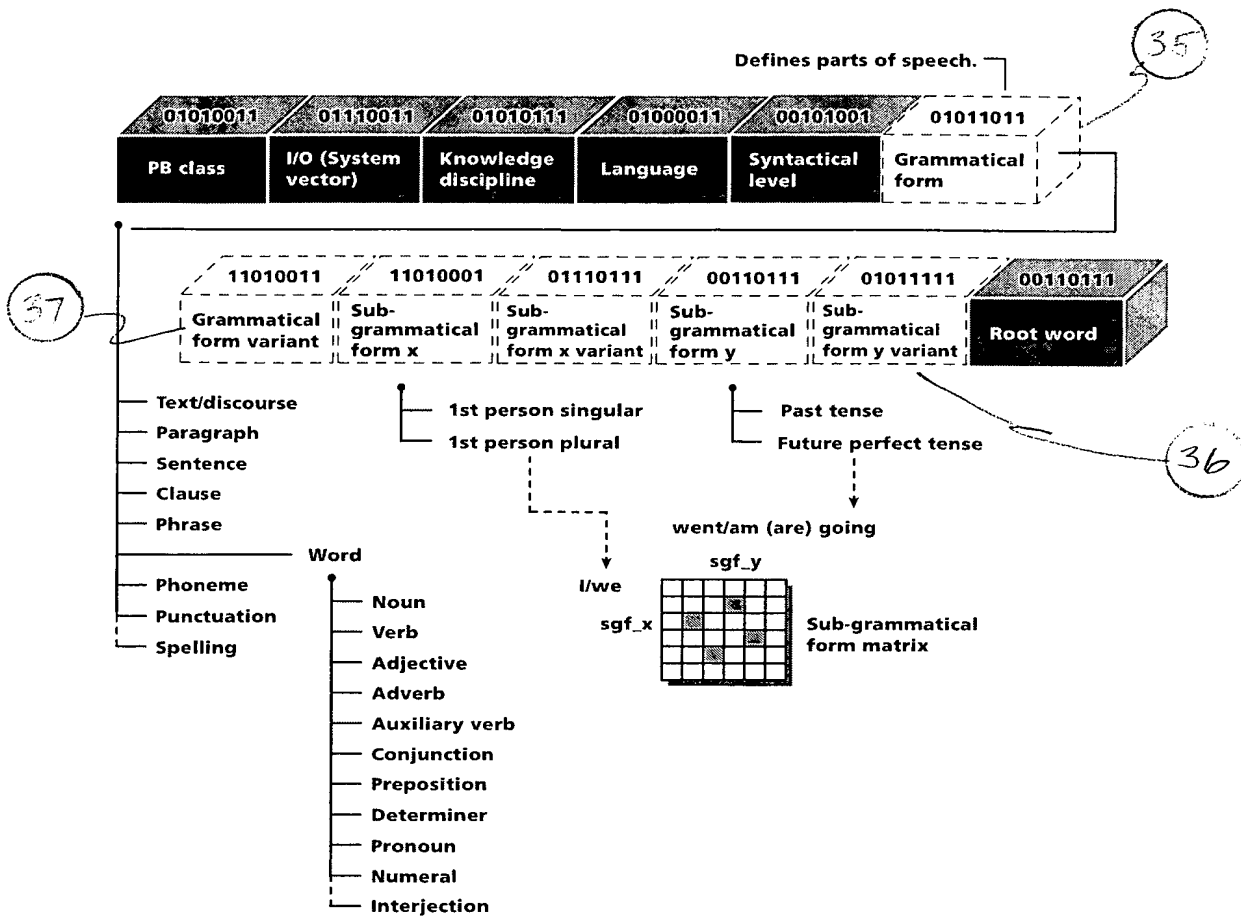 35
Defines parts of speech.
01010011 01110011 01010111 01000011 00101001 01011011
PB class
I/O (System
vector)
Knowledge
discipline
Language
Syntactical
level
Grammatical
form
11010011 11010001 01110111 00110111 01011111 00110111
37
Grammatical
form variant
Sub-
grammatical
form x
Sub-
grammatical
form x variant
Sub-
grammatical
form y
Sub-
grammatical
form y variant
Root word
36
Text/discourse
Paragraph
Sentence
Clause
Phrase
Word
Phoneme
Punctuation
Spelling
Noun
Verb
Adjective
Adverb
Auxiliary verb
Conjunction
Preposition
Determiner
Pronoun
Numeral
Interjection
1st person singular
1st person plural
Past tense
Future perfect tense
went/am (are) going
sgf_y
I/we
sgf_x
Sub-grammatical
form matrix